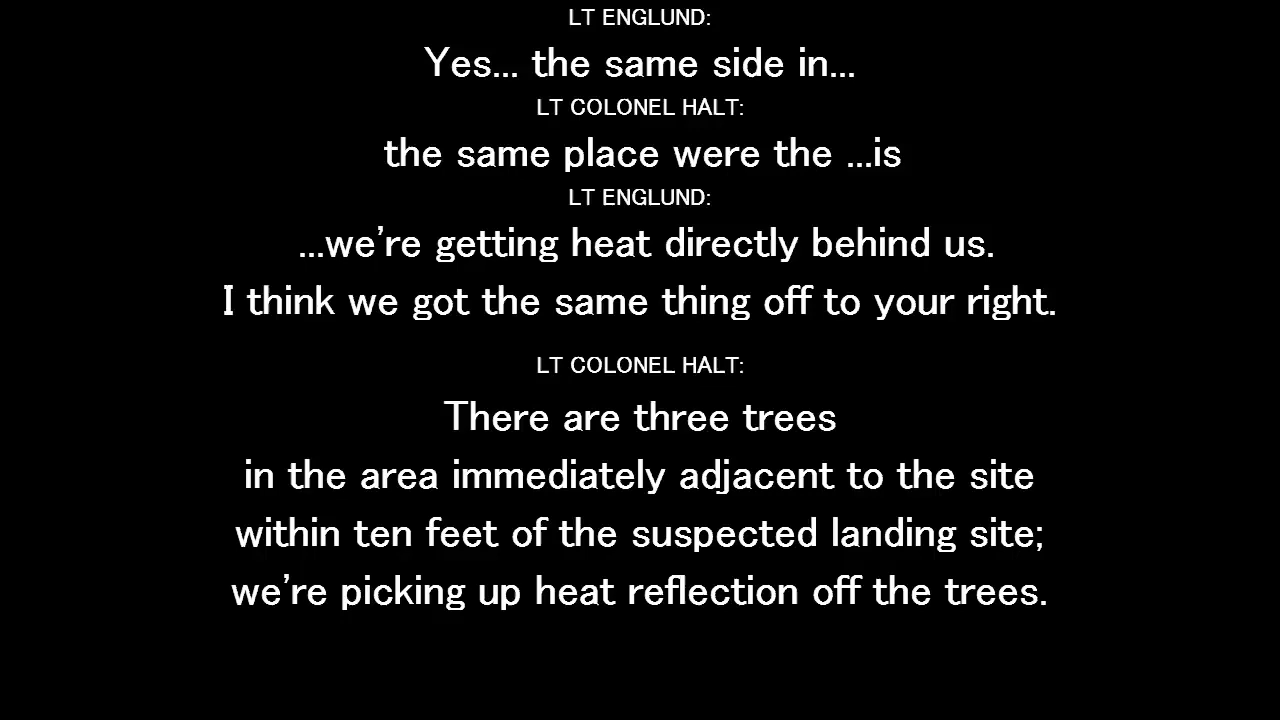 LT ENGLUND:
Yes... the same side in...
LT COLONEL HALT:
the same place were the ...is
LT ENGLUND:
...we're getting heat directly behind us.
I think we got the same thing off to your right.
LT COLONEL HALT:
There are three trees
in the area immediately adjacent to the site
within ten feet of the suspected landing site;
we're picking up heat reflection off the trees.